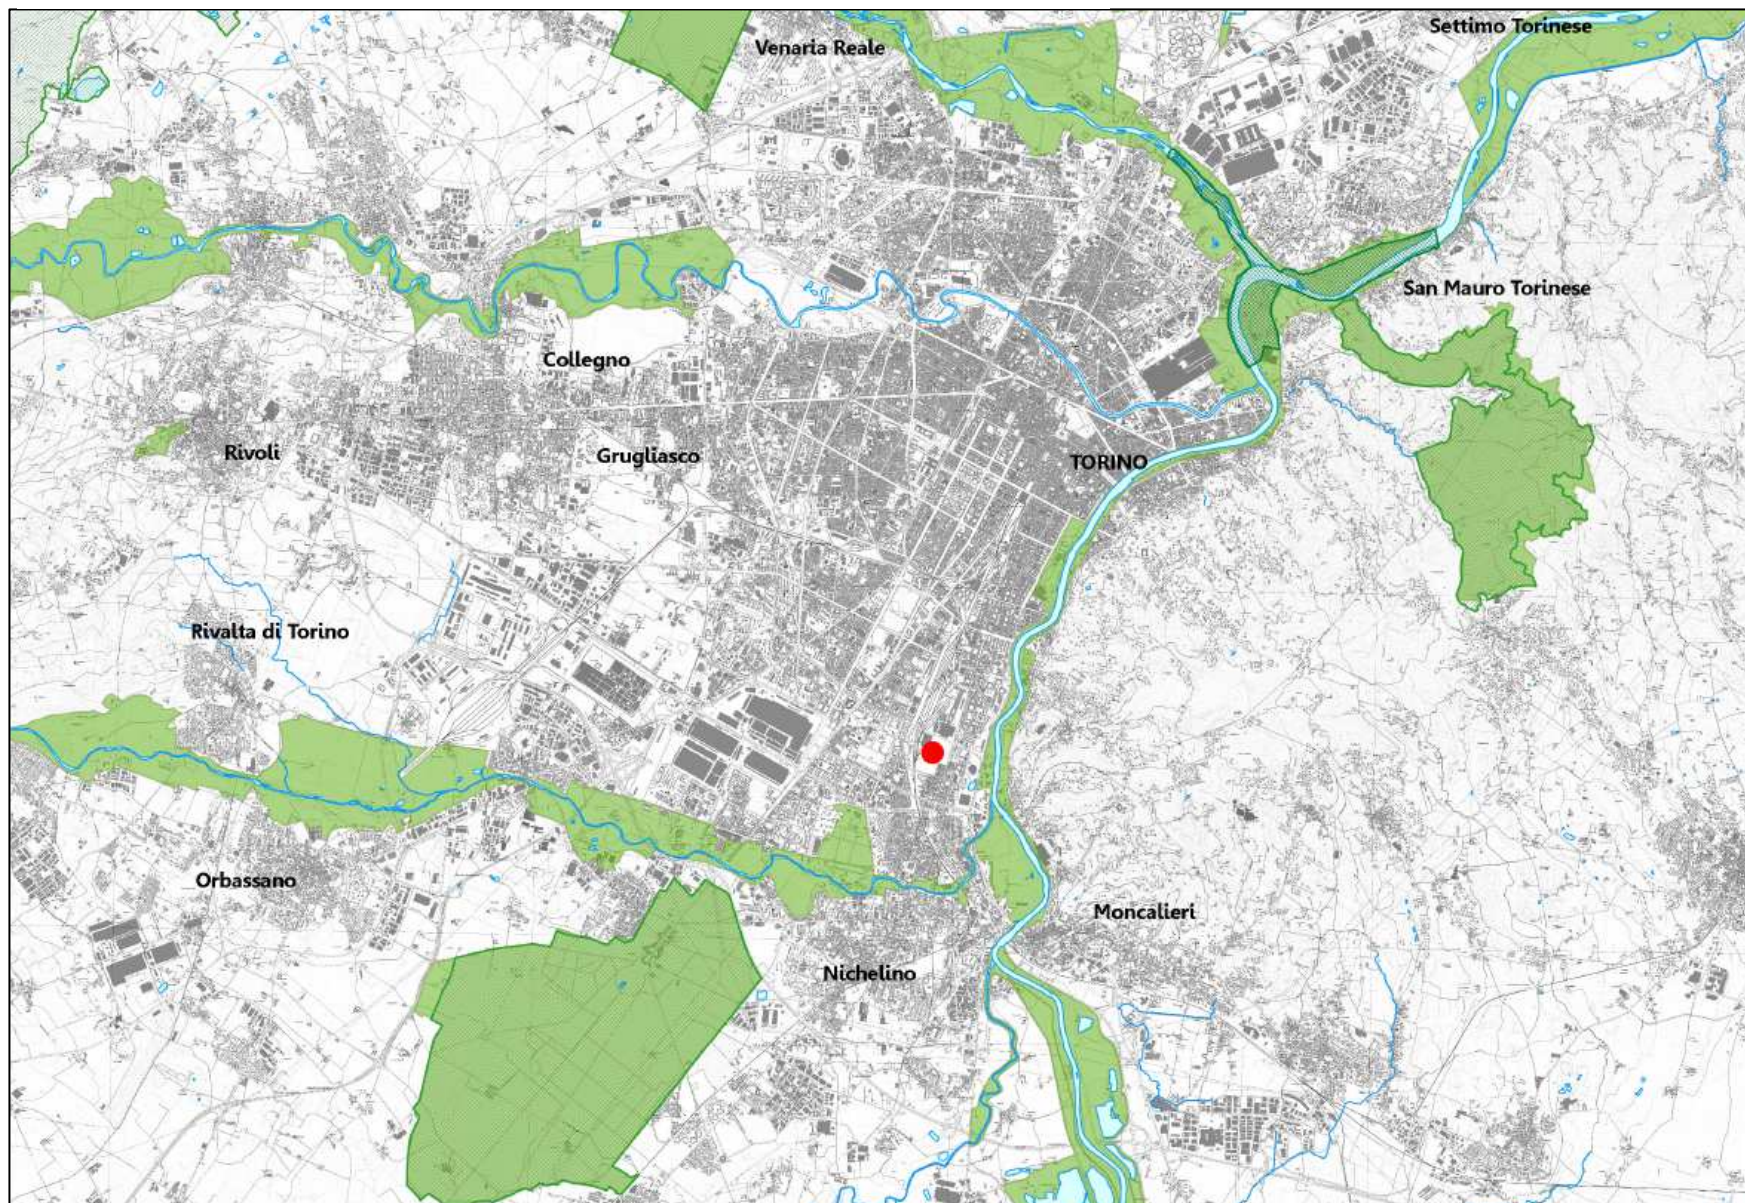 Settimo Torinese
Venaria Reale
San Mauro Torinese
Collegno
Rivoli
Grugliasco
TORINO
Rivalta di Torino
Orbassano
Moncalieri
Nichelino